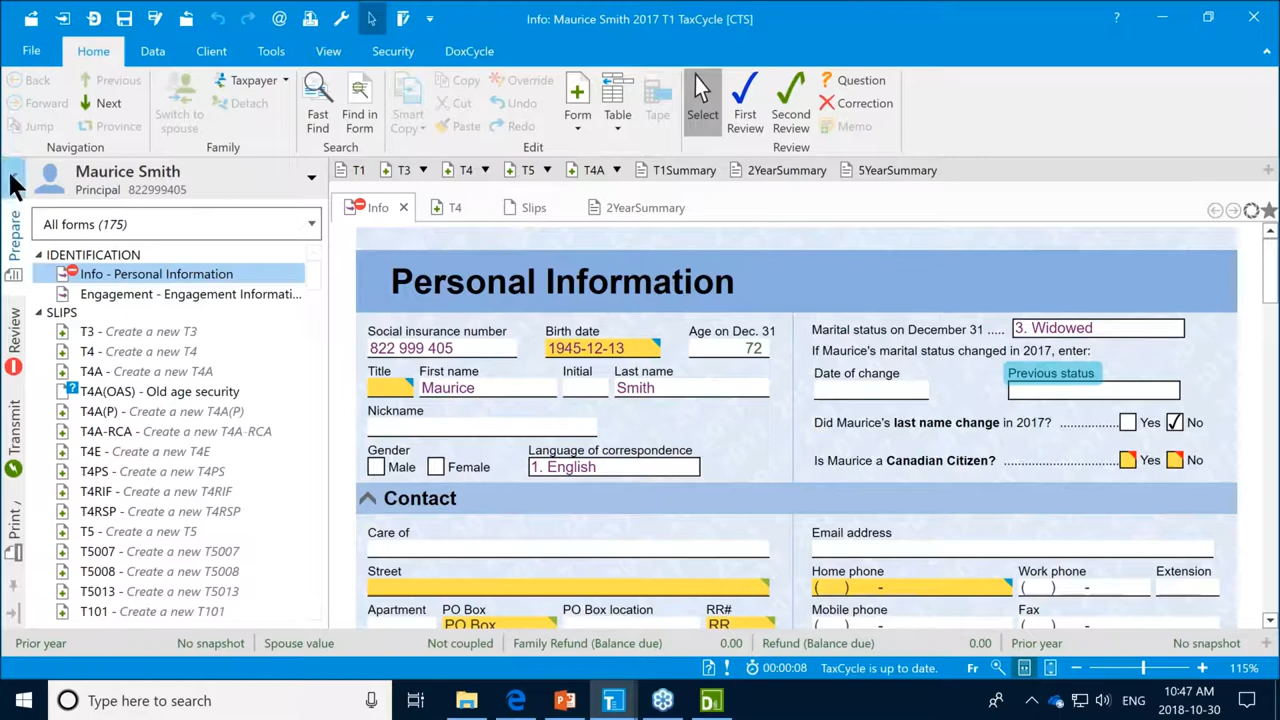 Info: Maurice Smith 2017 T1 TaxCycle [CTS]
File Home Data Client Tools View Security DoxCycle
Back Previous Taxpayer Copy Override Question
Forward Next Detach Cut Undo Correction
Jump Province Paste Redo Memo
Switch to spouse
Fast Find
Find in Form
Smart Copy
Form Table Tape Select
First Review
Second Review
Navigation Family Search Edit Review
Maurice Smith
Principal 822999405
T1 T3 T4 T5 T4A T1Summary 2YearSummary 5YearSummary
Info T4 Slips 2YearSummary
Prepare
Review
Transmit
Print /
All forms (175)
IDENTIFICATION
Info - Personal Information
Engagement - Engagement Informati...
SLIPS
T3 - Create a new T3
T4 - Create a new T4
T4A - Create a new T4A
T4A(OAS) - Old age security
T4A(P) - Create a new T4A(P)
T4A-RCA - Create a new T4A-RCA
T4E - Create a new T4E
T4PS - Create a new T4PS
T4RIF - Create a new T4RIF
T4RSP - Create a new T4RSP
T5 - Create a new T5
T5007 - Create a new T5007
T5008 - Create a new T5008
T5013 - Create a new T5013
T101 - Create a new T101
Personal Information
Social insurance number Birth date Age on Dec. 31
822 999 405 1945-12-13 72
Title First name Initial Last name
Maurice Smith
Nickname
Gender Language of correspondence
Male Female 1. English
Marital status on December 31 ..... 3. Widowed
If Maurice's marital status changed in 2017, enter:
Date of change Previous status
Did Maurice's last name change in 2017? Yes No
Is Maurice a Canadian Citizen? Yes No
Contact
Care of
Street
Apartment PO Box PO Box location RR#
PO Box RR
Email address
Home phone Work phone Extension
( ) - ( ) -
Mobile phone Fax
( ) - ( ) -
Prior year No snapshot Spouse value Not coupled Family Refund (Balance due) 0.00 Refund (Balance due) 0.00 Prior year No snapshot
00:00:08 TaxCycle is up to date. Fr 115%
Type here to search
ENG
10:47 AM
2018-10-30